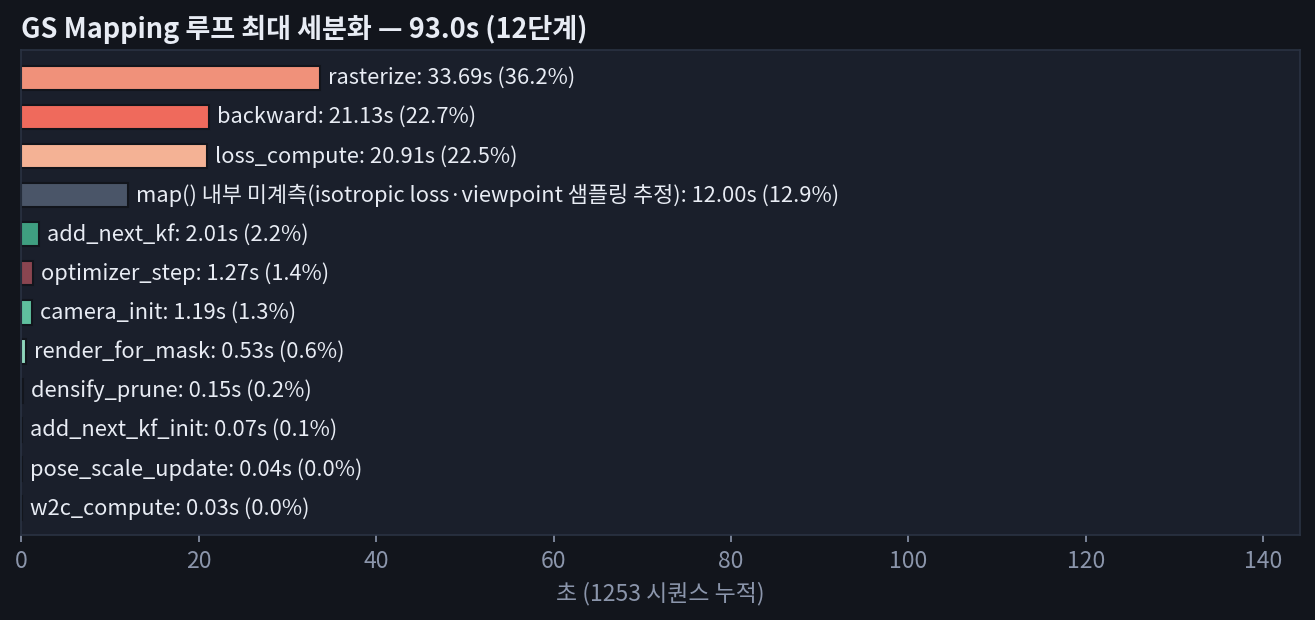 GS Mapping 루프 최대 세분화 — 93.0s (12단계)
rasterize: 33.69s (36.2%)
backward: 21.13s (22.7%)
loss_compute: 20.91s (22.5%)
map() 내부 미계측(isotropic loss·viewpoint 샘플링 추정): 12.00s (12.9%)
add_next_kf: 2.01s (2.2%)
optimizer_step: 1.27s (1.4%)
camera_init: 1.19s (1.3%)
render_for_mask: 0.53s (0.6%)
densify_prune: 0.15s (0.2%)
add_next_kf_init: 0.07s (0.1%)
pose_scale_update: 0.04s (0.0%)
w2c_compute: 0.03s (0.0%)
0 20 40 60 80 100 120 140
초 (1253 시퀀스 누적)